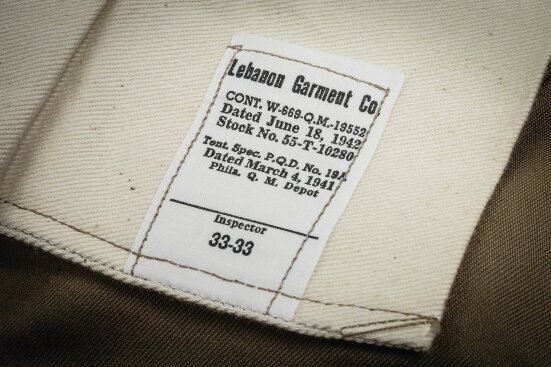 Lebanon Garment Co.
CONT. W-669-Q.M.-19552
Dated June 18, 1942
Stock No. 55-T-10280
Tent. Spec. P.Q.D. No. 19A
Dated March 4, 1941
Phila. Q. M. Depot
Inspector
33-33